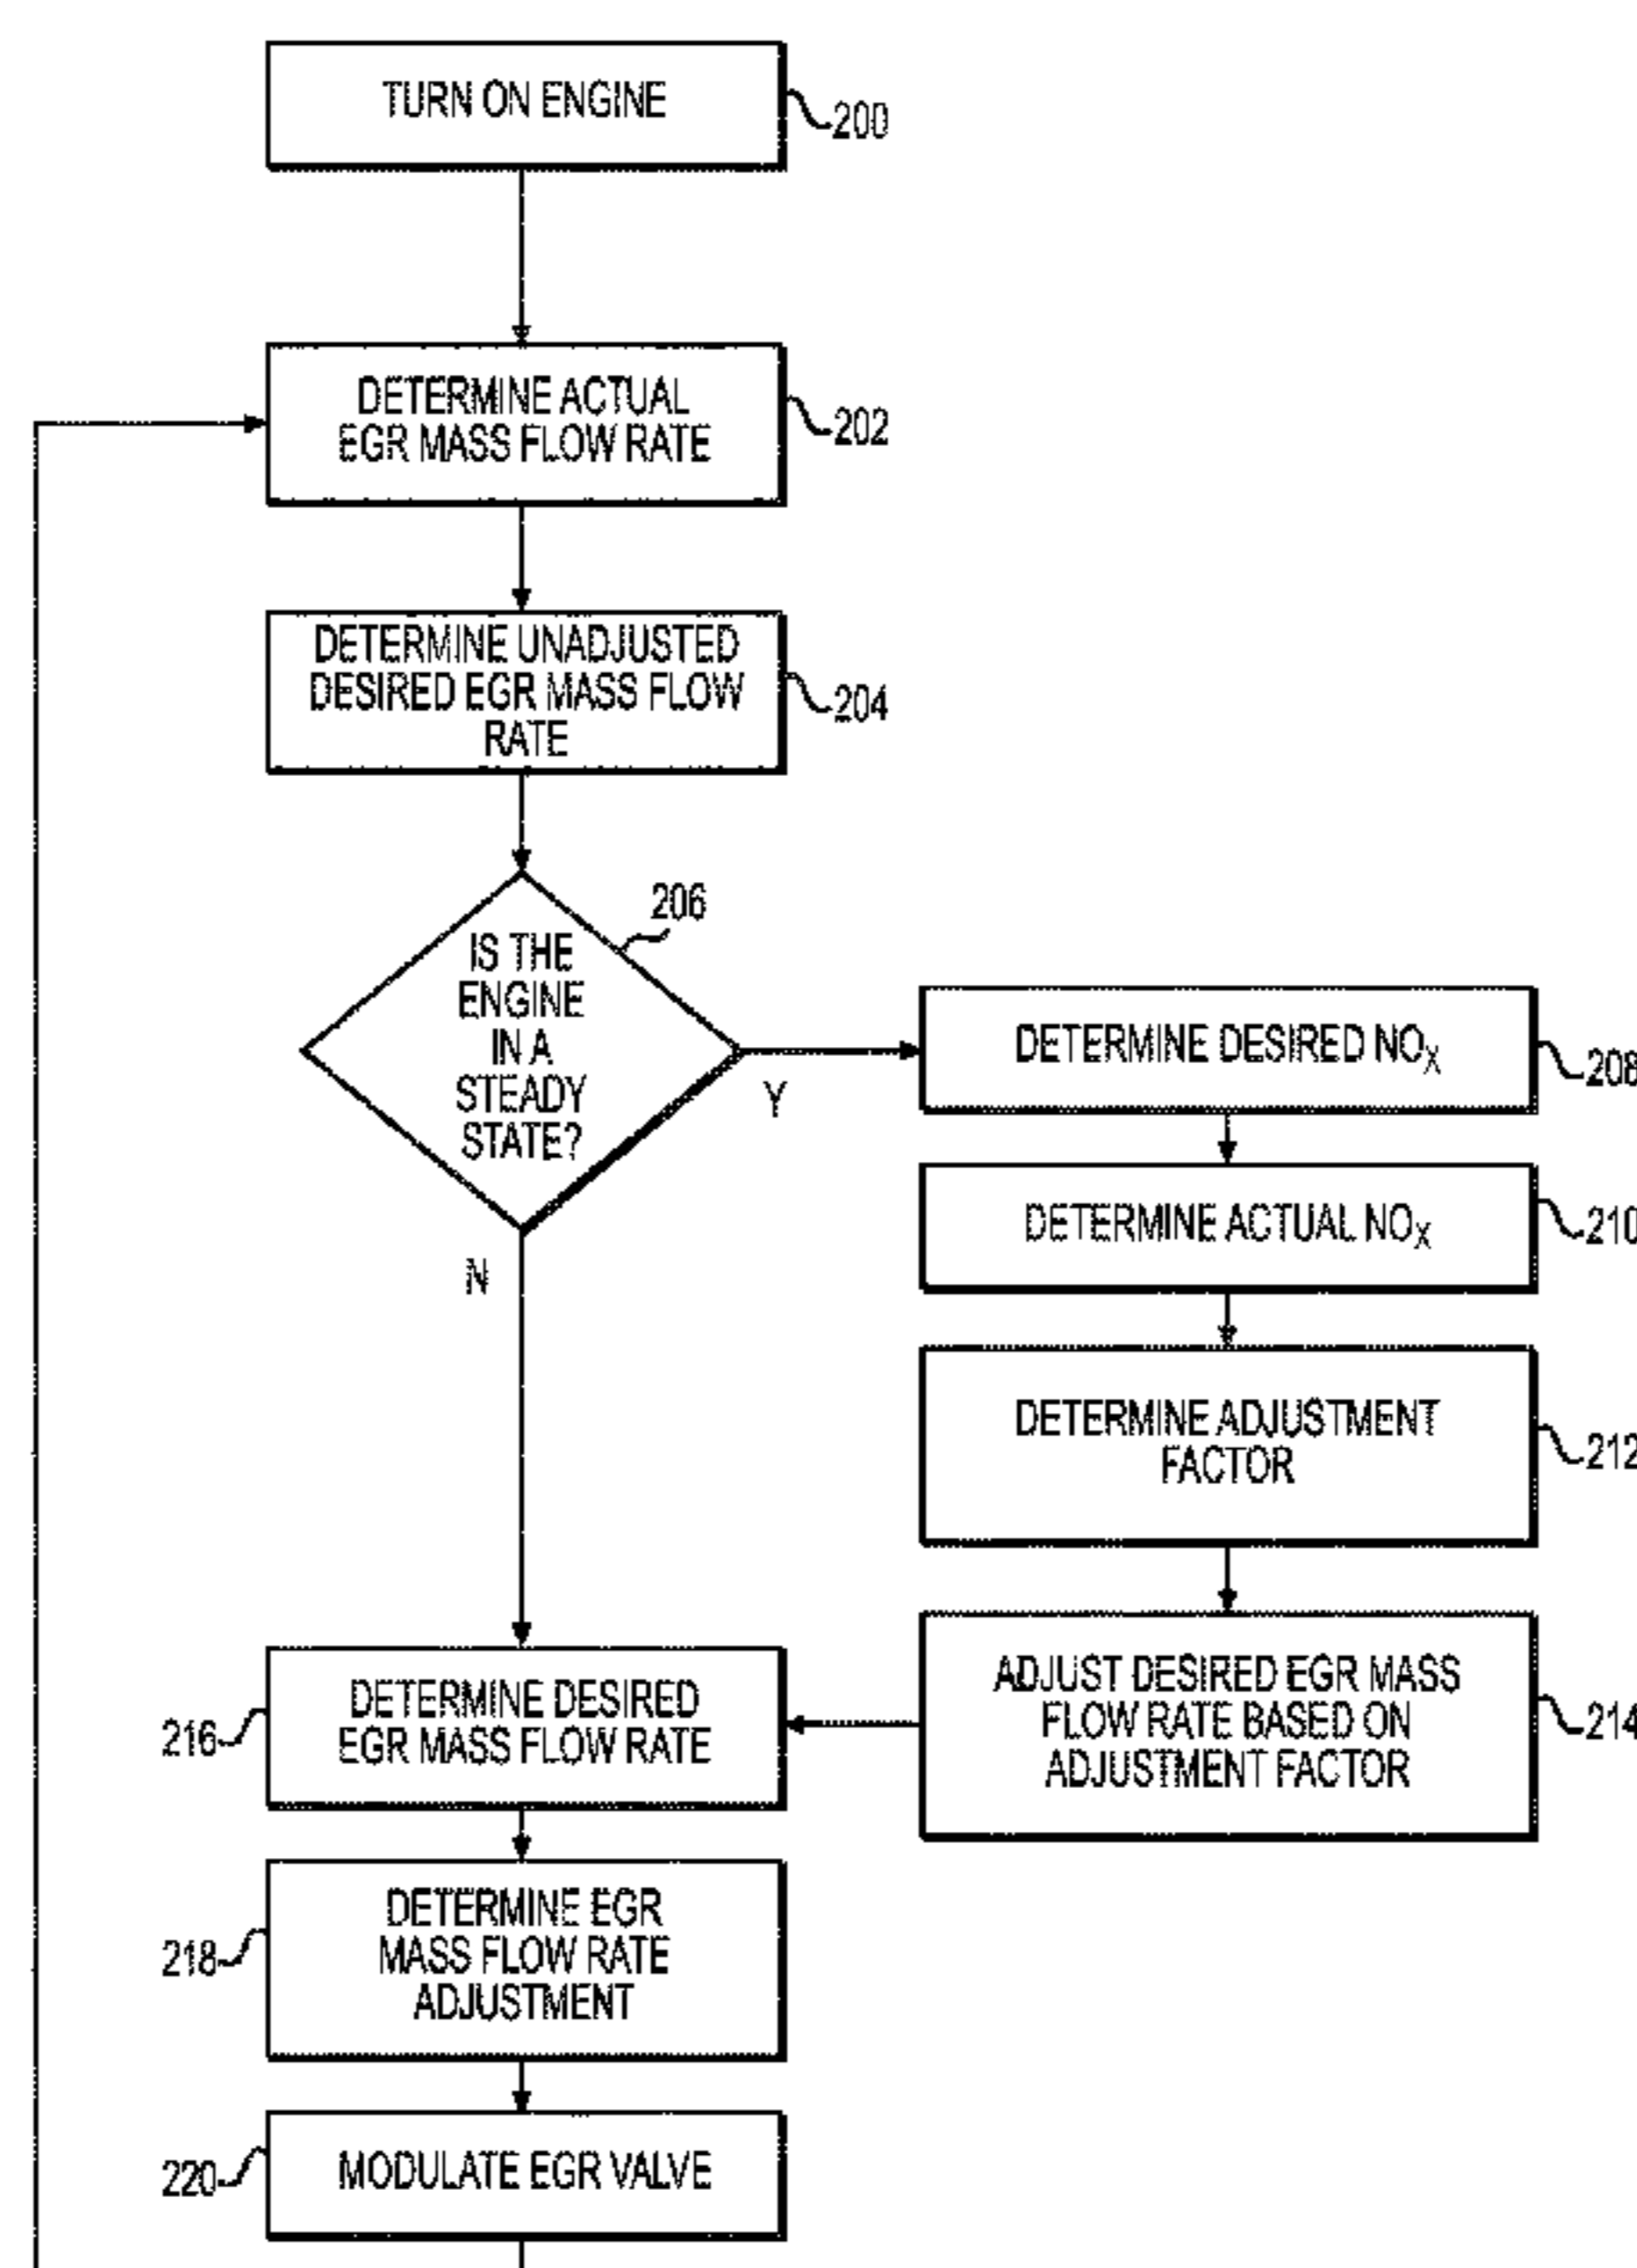 TURN ON ENGINE
200
DETERMINE ACTUAL
EGR MASS FLOW RATE
202
DETERMINE UNADJUSTED
DESIRED EGR MASS FLOW
RATE
204
206
IS THE
ENGINE
IN A
STEADY
STATE?
Y
N
DETERMINE DESIRED NOX
208
DETERMINE ACTUAL NOX
210
DETERMINE ADJUSTMENT
FACTOR
212
ADJUST DESIRED EGR MASS
FLOW RATE BASED ON
ADJUSTMENT FACTOR
214
DETERMINE DESIRED
EGR MASS FLOW RATE
216
DETERMINE EGR
MASS FLOW RATE
ADJUSTMENT
218
MODULATE EGR VALVE
220